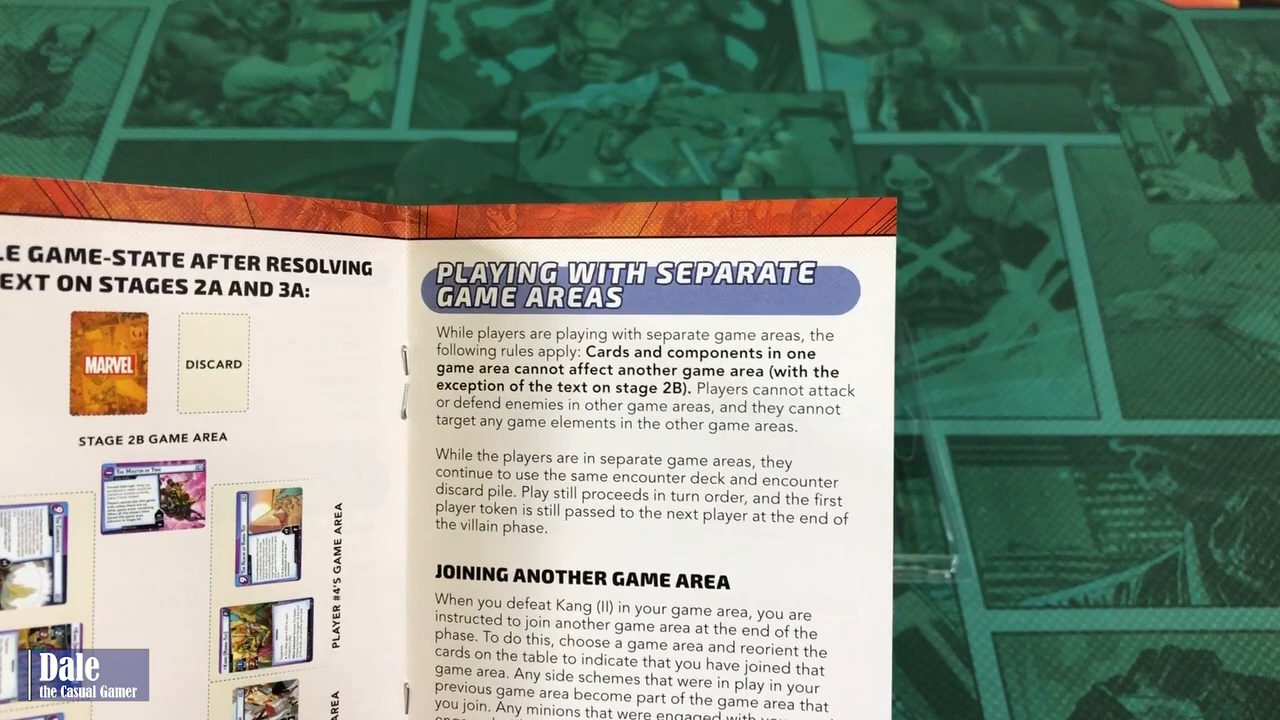 LE GAME-STATE AFTER RESOLVING
EXT ON STAGES 2A AND 3A:
MARVEL
DISCARD
STAGE 2B GAME AREA
THE MASTER OF TIME
PLAYER #4'S GAME AREA
AREA
PLAYING WITH SEPARATE
GAME AREAS
While players are playing with separate game areas, the
following rules apply: Cards and components in one
game area cannot affect another game area (with the
exception of the text on stage 2B). Players cannot attack
or defend enemies in other game areas, and they cannot
target any game elements in the other game areas.
While the players are in separate game areas, they
continue to use the same encounter deck and encounter
discard pile. Play still proceeds in turn order, and the first
player token is still passed to the next player at the end of
the villain phase.
JOINING ANOTHER GAME AREA
When you defeat Kang (II) in your game area, you are
instructed to join another game area at the end of the
phase. To do this, choose a game area and reorient the
cards on the table to indicate that you have joined that
game area. Any side schemes that were in play in your
previous game area become part of the game area that
you join. Any minions that were engaged with you
Dale
the Casual Gamer